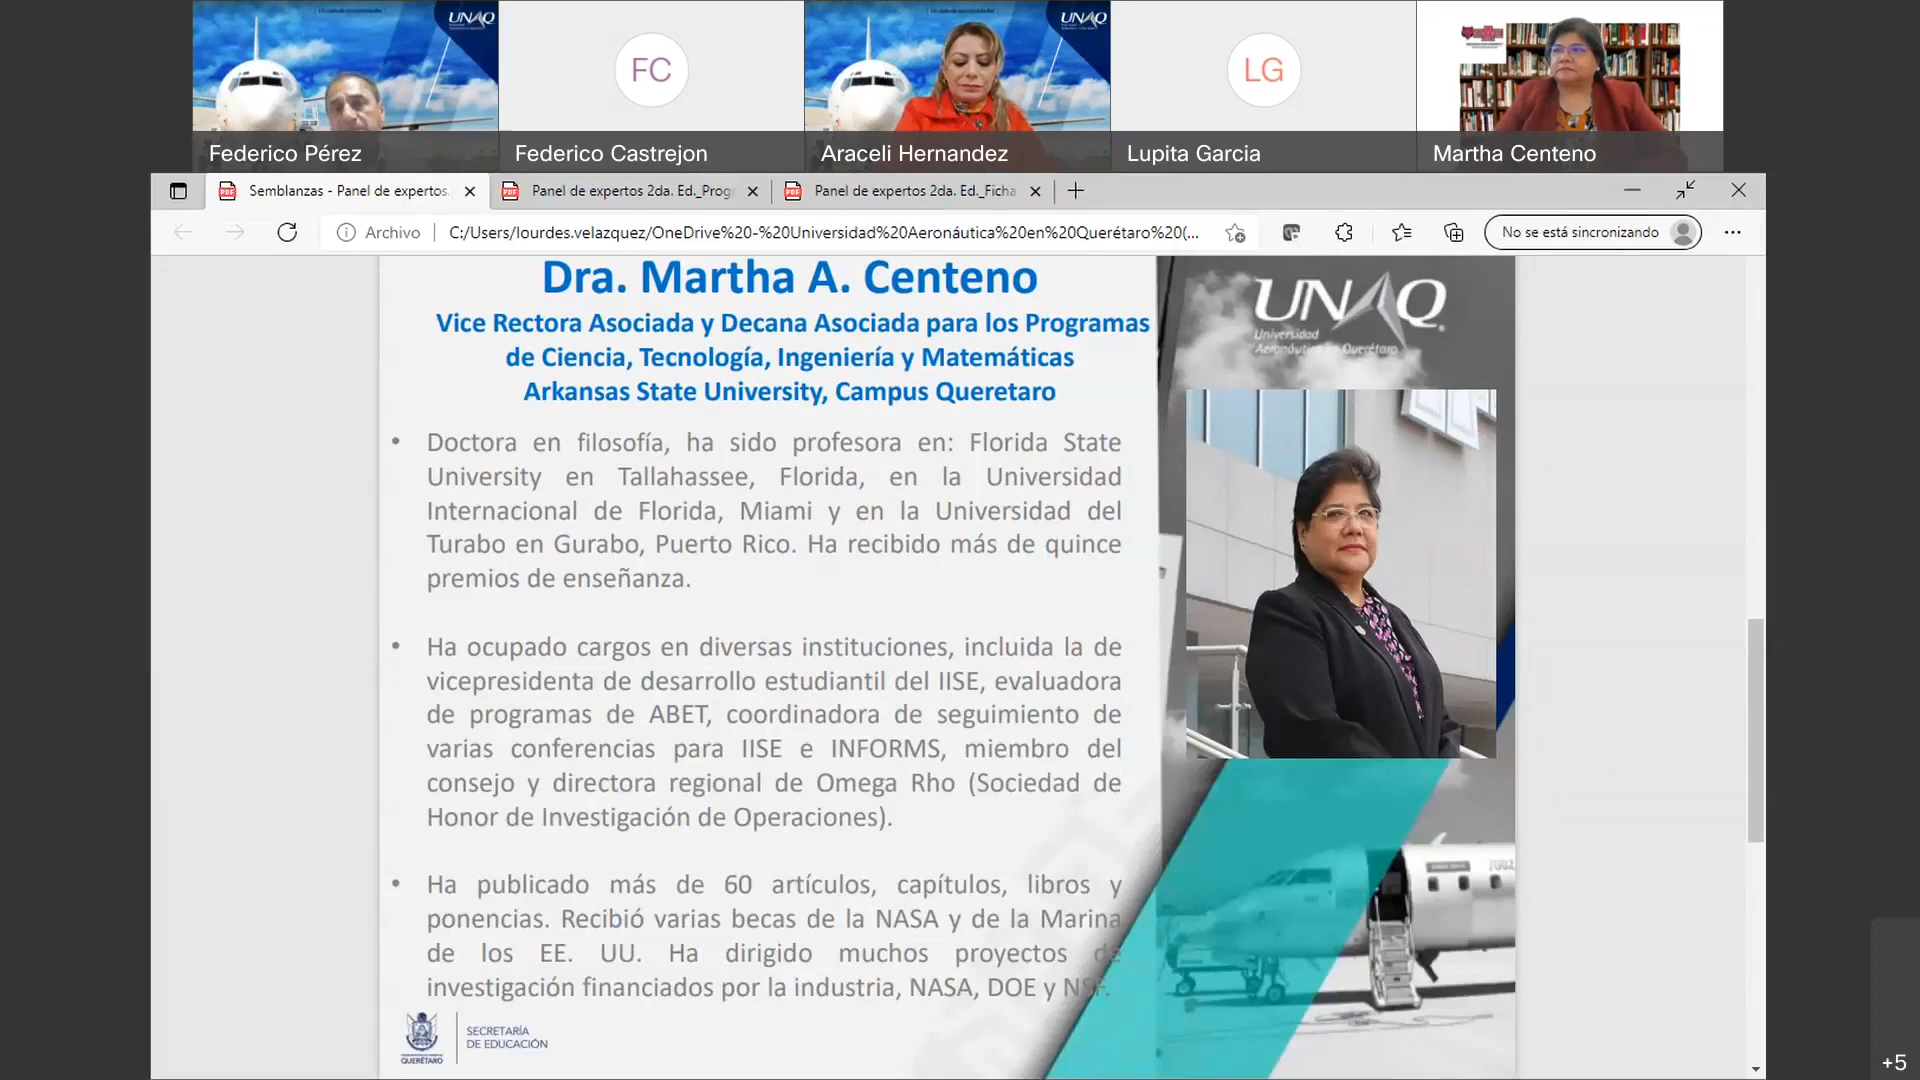 UNAQ
UNAQ
FC
LG
Federico Pérez
Federico Castrejon
Araceli Hernandez
Lupita Garcia
Martha Centeno
Semblanzas - Panel de expertos.
Panel de expertos 2da. Ed._Prog
Panel de expertos 2da. Ed._Ficha
Archivo
C:/Users/lourdes.velazquez/OneDrive%20-%20Universidad%20Aeronáutica%20en%20Querétaro%20(...
No se está sincronizando
Dra. Martha A. Centeno
Vice Rectora Asociada y Decana Asociada para los Programas
de Ciencia, Tecnología, Ingeniería y Matemáticas
Arkansas State University, Campus Queretaro
• Doctora en filosofía, ha sido profesora en: Florida State
University en Tallahassee, Florida, en la Universidad
Internacional de Florida, Miami y en la Universidad del
Turabo en Gurabo, Puerto Rico. Ha recibido más de quince
premios de enseñanza.
• Ha ocupado cargos en diversas instituciones, incluida la de
vicepresidenta de desarrollo estudiantil del IISE, evaluadora
de programas de ABET, coordinadora de seguimiento de
varias conferencias para IISE e INFORMS, miembro del
consejo y directora regional de Omega Rho (Sociedad de
Honor de Investigación de Operaciones).
• Ha publicado más de 60 artículos, capítulos, libros y
ponencias. Recibió varias becas de la NASA y de la Marina
de los EE. UU. Ha dirigido muchos proyectos de
investigación financiados por la industria, NASA, DOE y NSF.
UNAQ
Universidad
Aeronáutica en Querétaro
QUERÉTARO
SECRETARÍA
DE EDUCACIÓN
+5